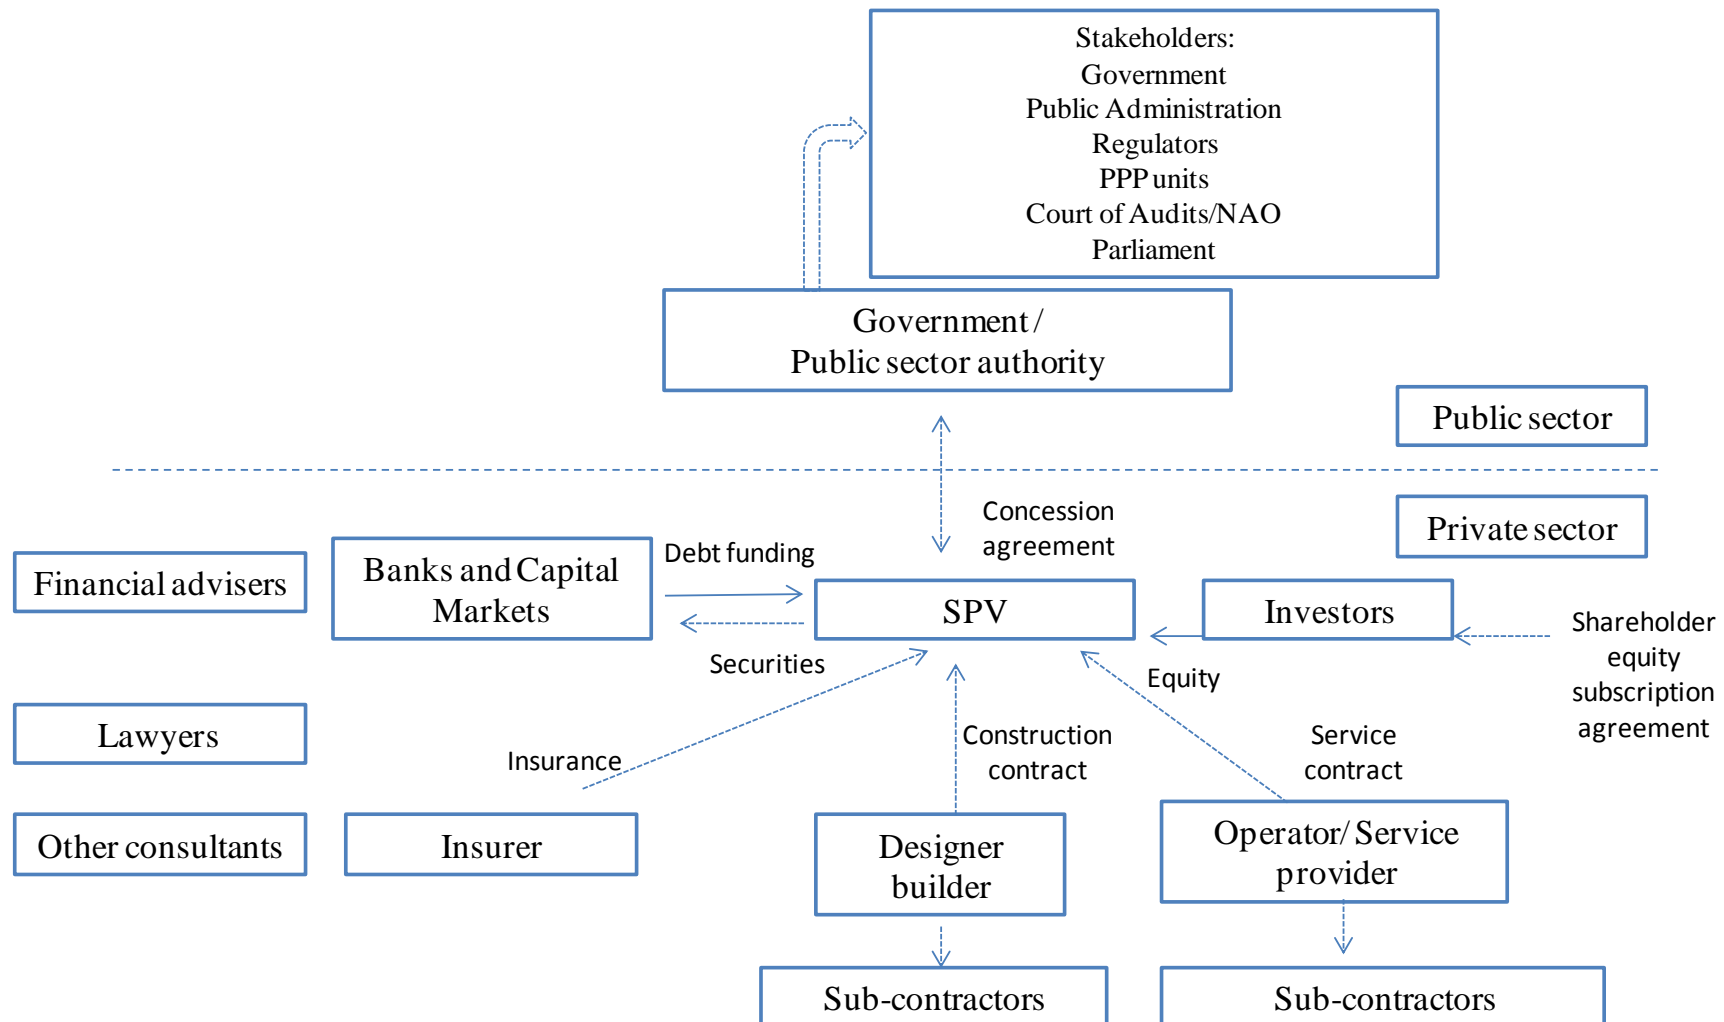 Stakeholders:
Government
Public Administration
Regulators
PPP units
Court of Audits/NAO
Parliament
Government /
Public sector authority
Public sector
Concession
agreement
Private sector
Financial advisers
Banks and Capital
Markets
Debt funding
SPV
Investors
Shareholder
equity
subscription
agreement
Securities
Equity
Lawyers
Insurance
Construction
contract
Service
contract
Other consultants
Insurer
Designer
builder
Operator/ Service
provider
Sub-contractors
Sub-contractors